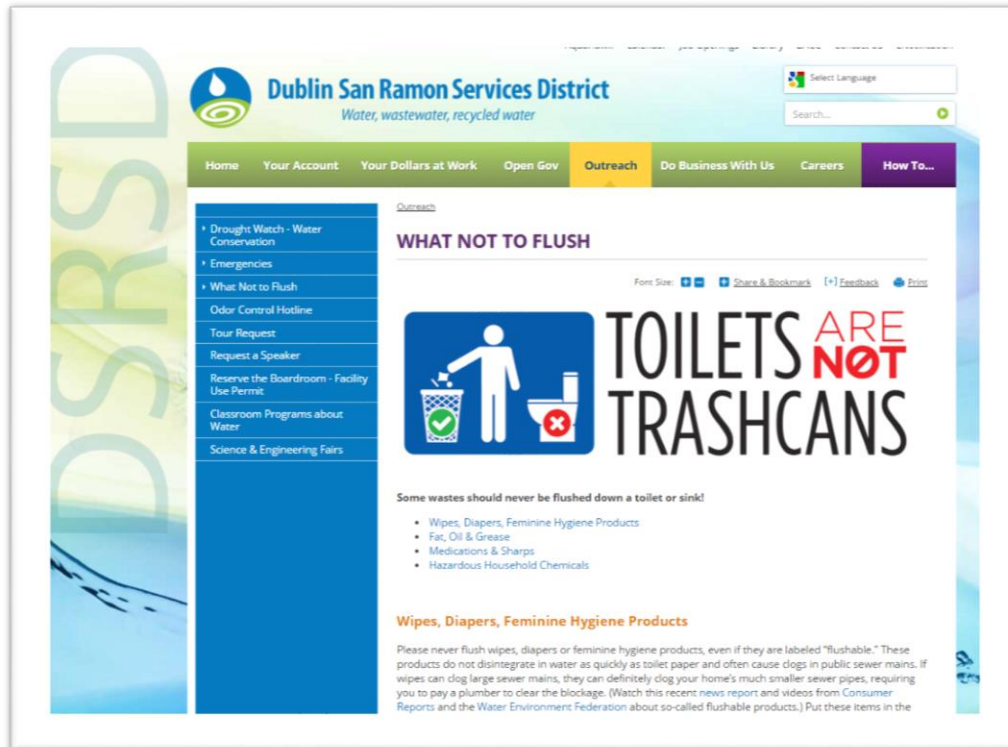 DSRSD
Dublin San Ramon Services District
Water, wastewater, recycled water
Select Language
Search...
Home Your Account Your Dollars at Work Open Gov Outreach Do Business With Us Careers How To...
Drought Watch - Water
Conservation
Emergencies
What Not to Flush
Odor Control Hotline
Tour Request
Request a Speaker
Reserve the Boardroom - Facility
Use Permit
Classroom Programs about
Water
Science & Engineering Fairs
Outreach
WHAT NOT TO FLUSH
Font Size: Share & Bookmark [+] Feedback Print
TOILETS ARE
NOT
TRASHCANS
Some wastes should never be flushed down a toilet or sink!
Wipes, Diapers, Feminine Hygiene Products
Fat, Oil & Grease
Medications & Sharps
Hazardous Household Chemicals
Wipes, Diapers, Feminine Hygiene Products
Please never flush wipes, diapers or feminine hygiene products, even if they are labeled "flushable." These
products do not disintegrate in water as quickly as toilet paper and often cause clogs in public sewer mains. If
wipes can clog large sewer mains, they can definitely clog your home's much smaller sewer pipes, requiring
you to pay a plumber to clear the blockage. (Watch this recent news report and videos from Consumer
Reports and the Water Environment Federation about so-called flushable products.) Put these items in the